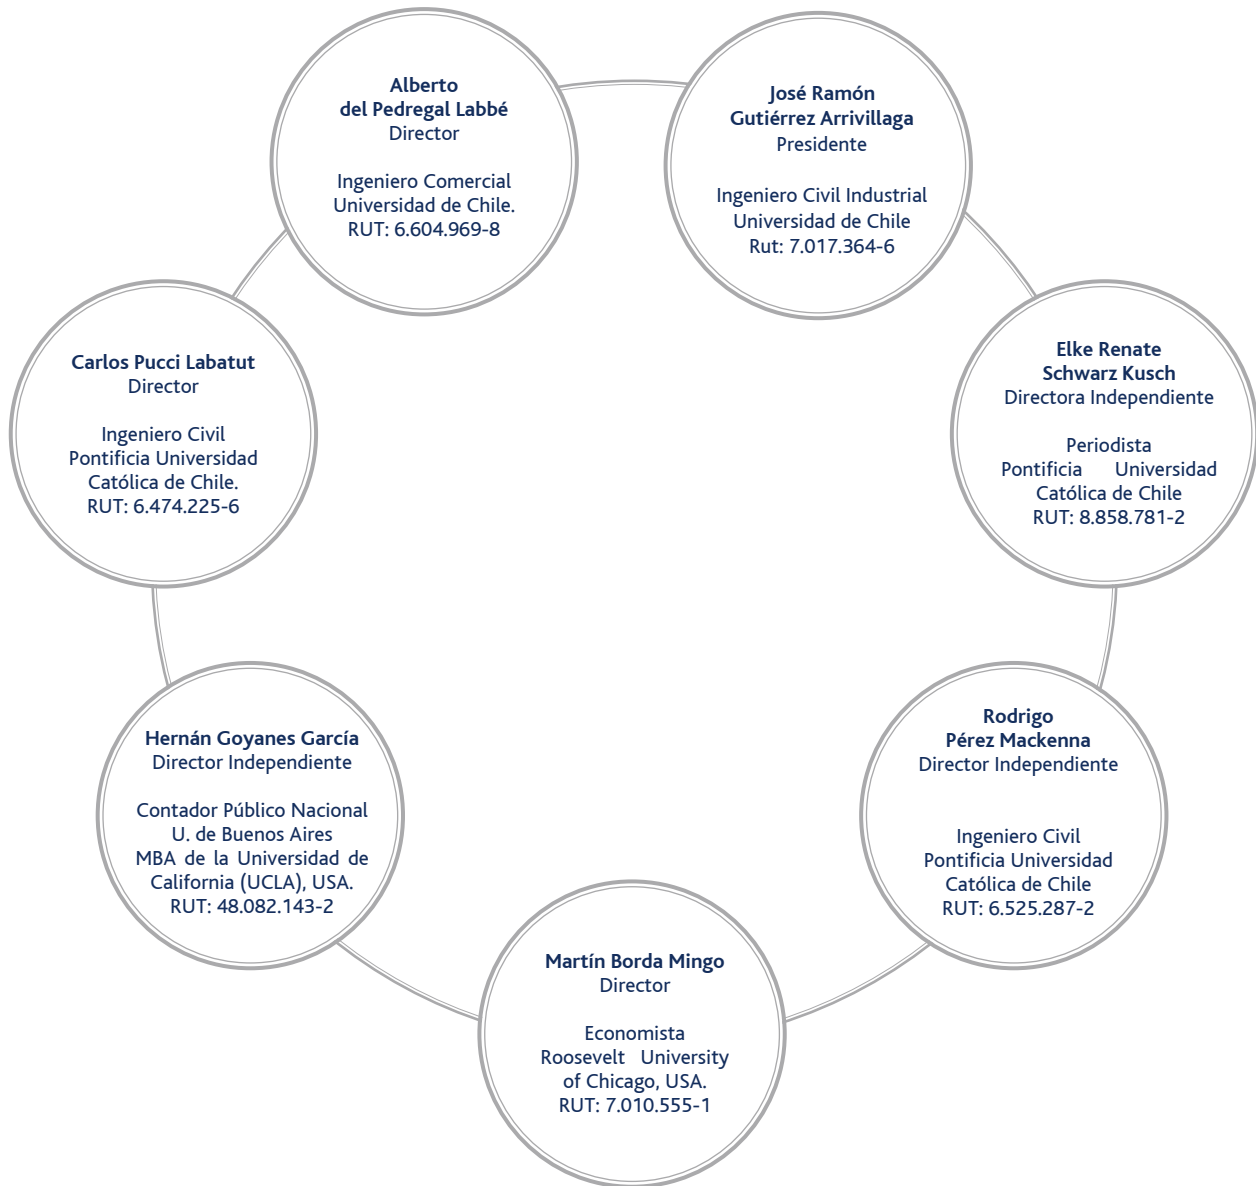 Alberto
del Pedregal Labbé
Director
Ingeniero Comercial
Universidad de Chile.
RUT: 6.604.969-8
José Ramón
Gutiérrez Arrivillaga
Presidente
Ingeniero Civil Industrial
Universidad de Chile
Rut: 7.017.364-6
Elke Renate
Schwarz Kusch
Directora Independiente
Periodista
Pontificia Universidad
Católica de Chile
RUT: 8.858.781-2
Carlos Pucci Labatut
Director
Ingeniero Civil
Pontificia Universidad
Católica de Chile.
RUT: 6.474.225-6
Hernán Goyanes García
Director Independiente
Contador Público Nacional
U. de Buenos Aires
MBA de la Universidad de
California (UCLA), USA.
RUT: 48.082.143-2
Rodrigo
Pérez Mackenna
Director Independiente
Ingeniero Civil
Pontificia Universidad
Católica de Chile
RUT: 6.525.287-2
Martín Borda Mingo
Director
Economista
Roosevelt University
of Chicago, USA.
RUT: 7.010.555-1